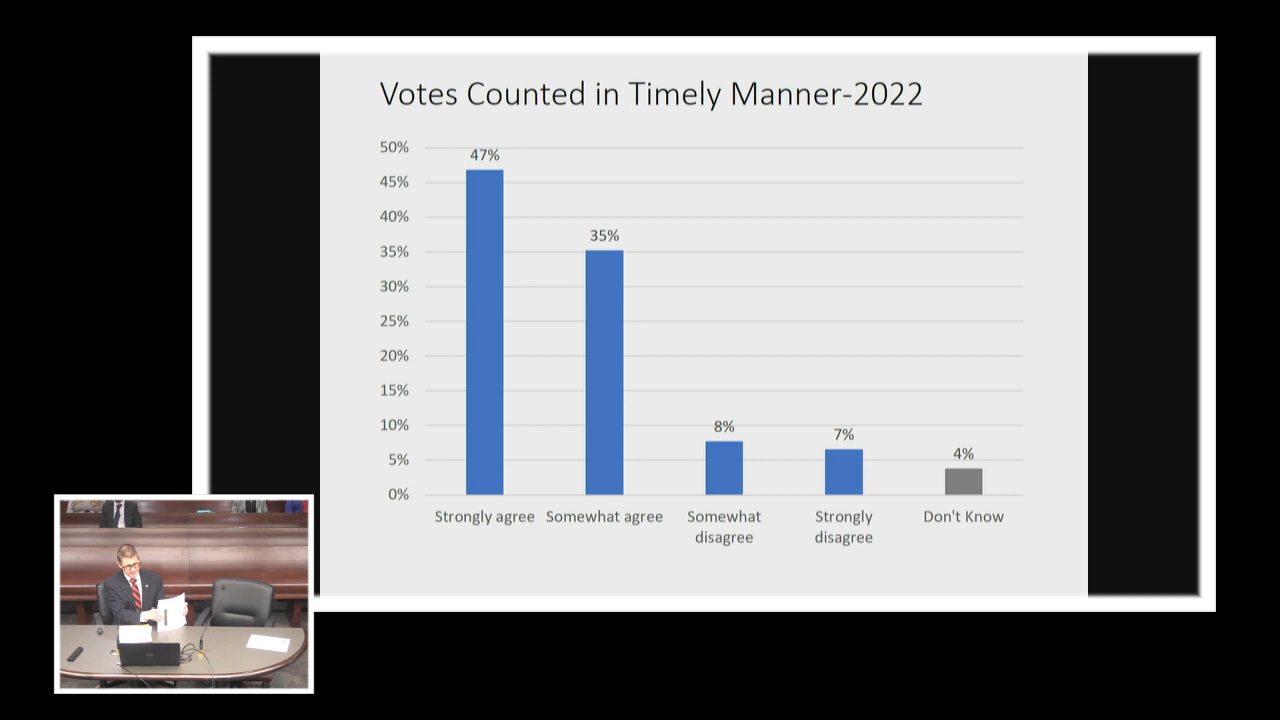 Votes Counted in Timely Manner-2022
50%
45%
40%
35%
30%
25%
20%
15%
10%
5%
0%
47%
35%
8%
7%
4%
Strongly agree
Somewhat agree
Somewhat
disagree
Strongly
disagree
Don't Know